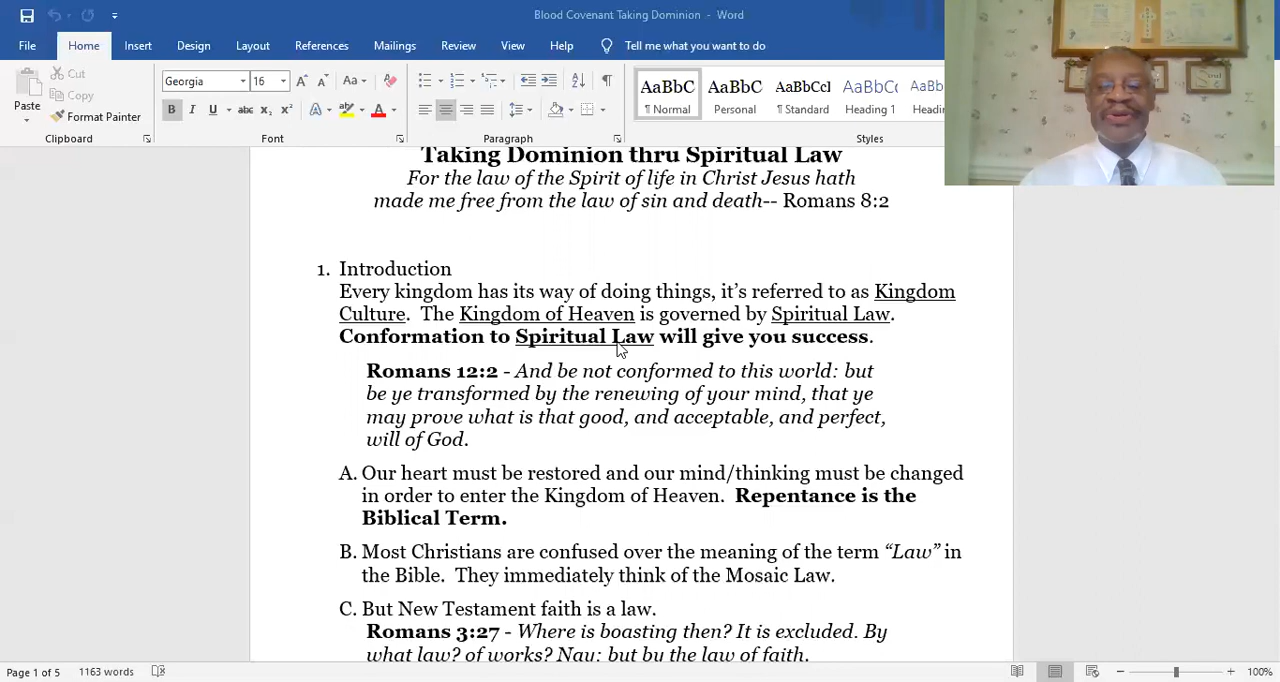 Blood Covenant Taking Dominion - Word
File Home Insert Design Layout References Mailings Review View Help Tell me what you want to do
Paste
Cut
Copy
Format Painter
Georgia 16
Aa
B I U abc x₂ x²
AaBbC AaBbC AaBbCcI AaBbC AaBb
¶ Normal Personal ¶ Standard Heading 1 Headin
Clipboard Font Paragraph Styles
Taking Dominion thru Spiritual Law
For the law of the Spirit of life in Christ Jesus hath
made me free from the law of sin and death-- Romans 8:2
1. Introduction
Every kingdom has its way of doing things, it's referred to as Kingdom
Culture. The Kingdom of Heaven is governed by Spiritual Law.
Conformation to Spiritual Law will give you success.
Romans 12:2 - And be not conformed to this world: but
be ye transformed by the renewing of your mind, that ye
may prove what is that good, and acceptable, and perfect,
will of God.
A. Our heart must be restored and our mind/thinking must be changed
in order to enter the Kingdom of Heaven. Repentance is the
Biblical Term.
B. Most Christians are confused over the meaning of the term “Law” in
the Bible. They immediately think of the Mosaic Law.
C. But New Testament faith is a law.
Romans 3:27 - Where is boasting then? It is excluded. By
what law? of works? Nay: but by the law of faith.
Page 1 of 5 1163 words
100%